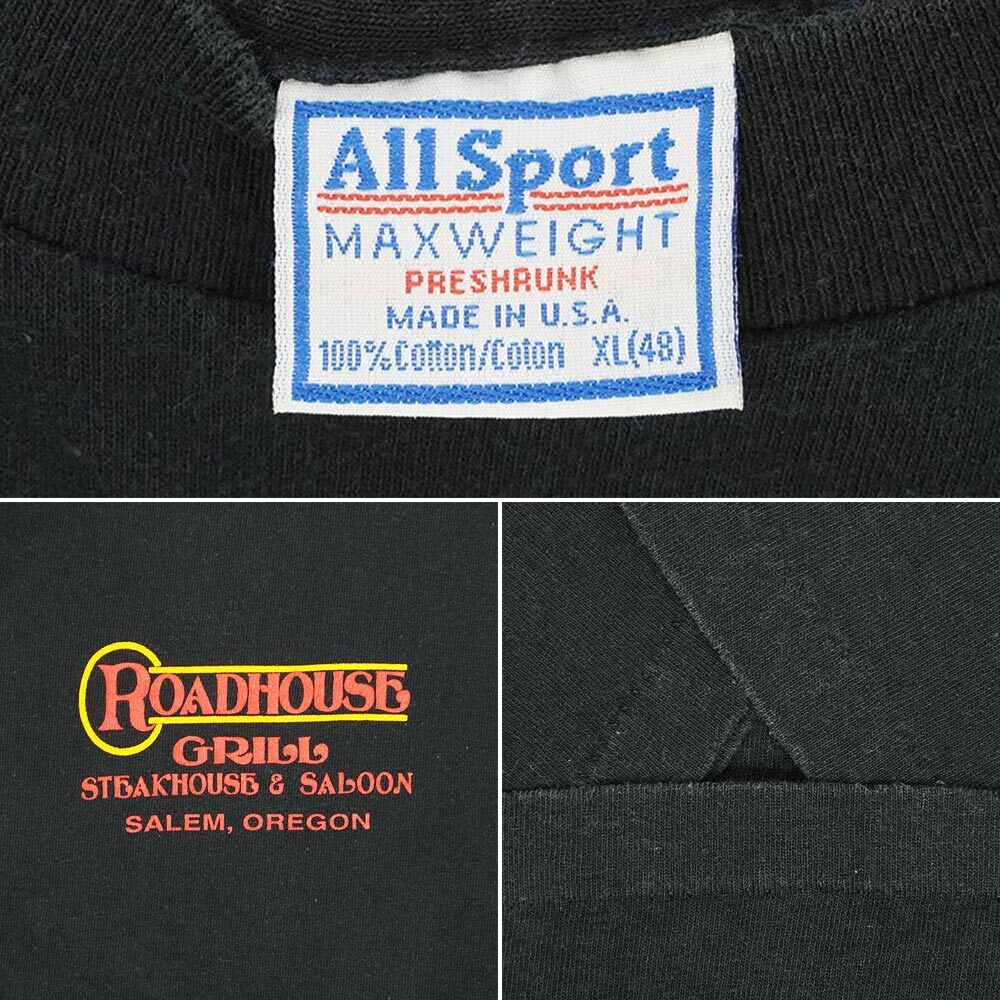 All Sport
MAXWEIGHT
PRESHRUNK
MADE IN U.S.A.
100% Cotton/Coton XL(48)
ROADHOUSE
GRILL
STEAKHOUSE & SALOON
SALEM, OREGON